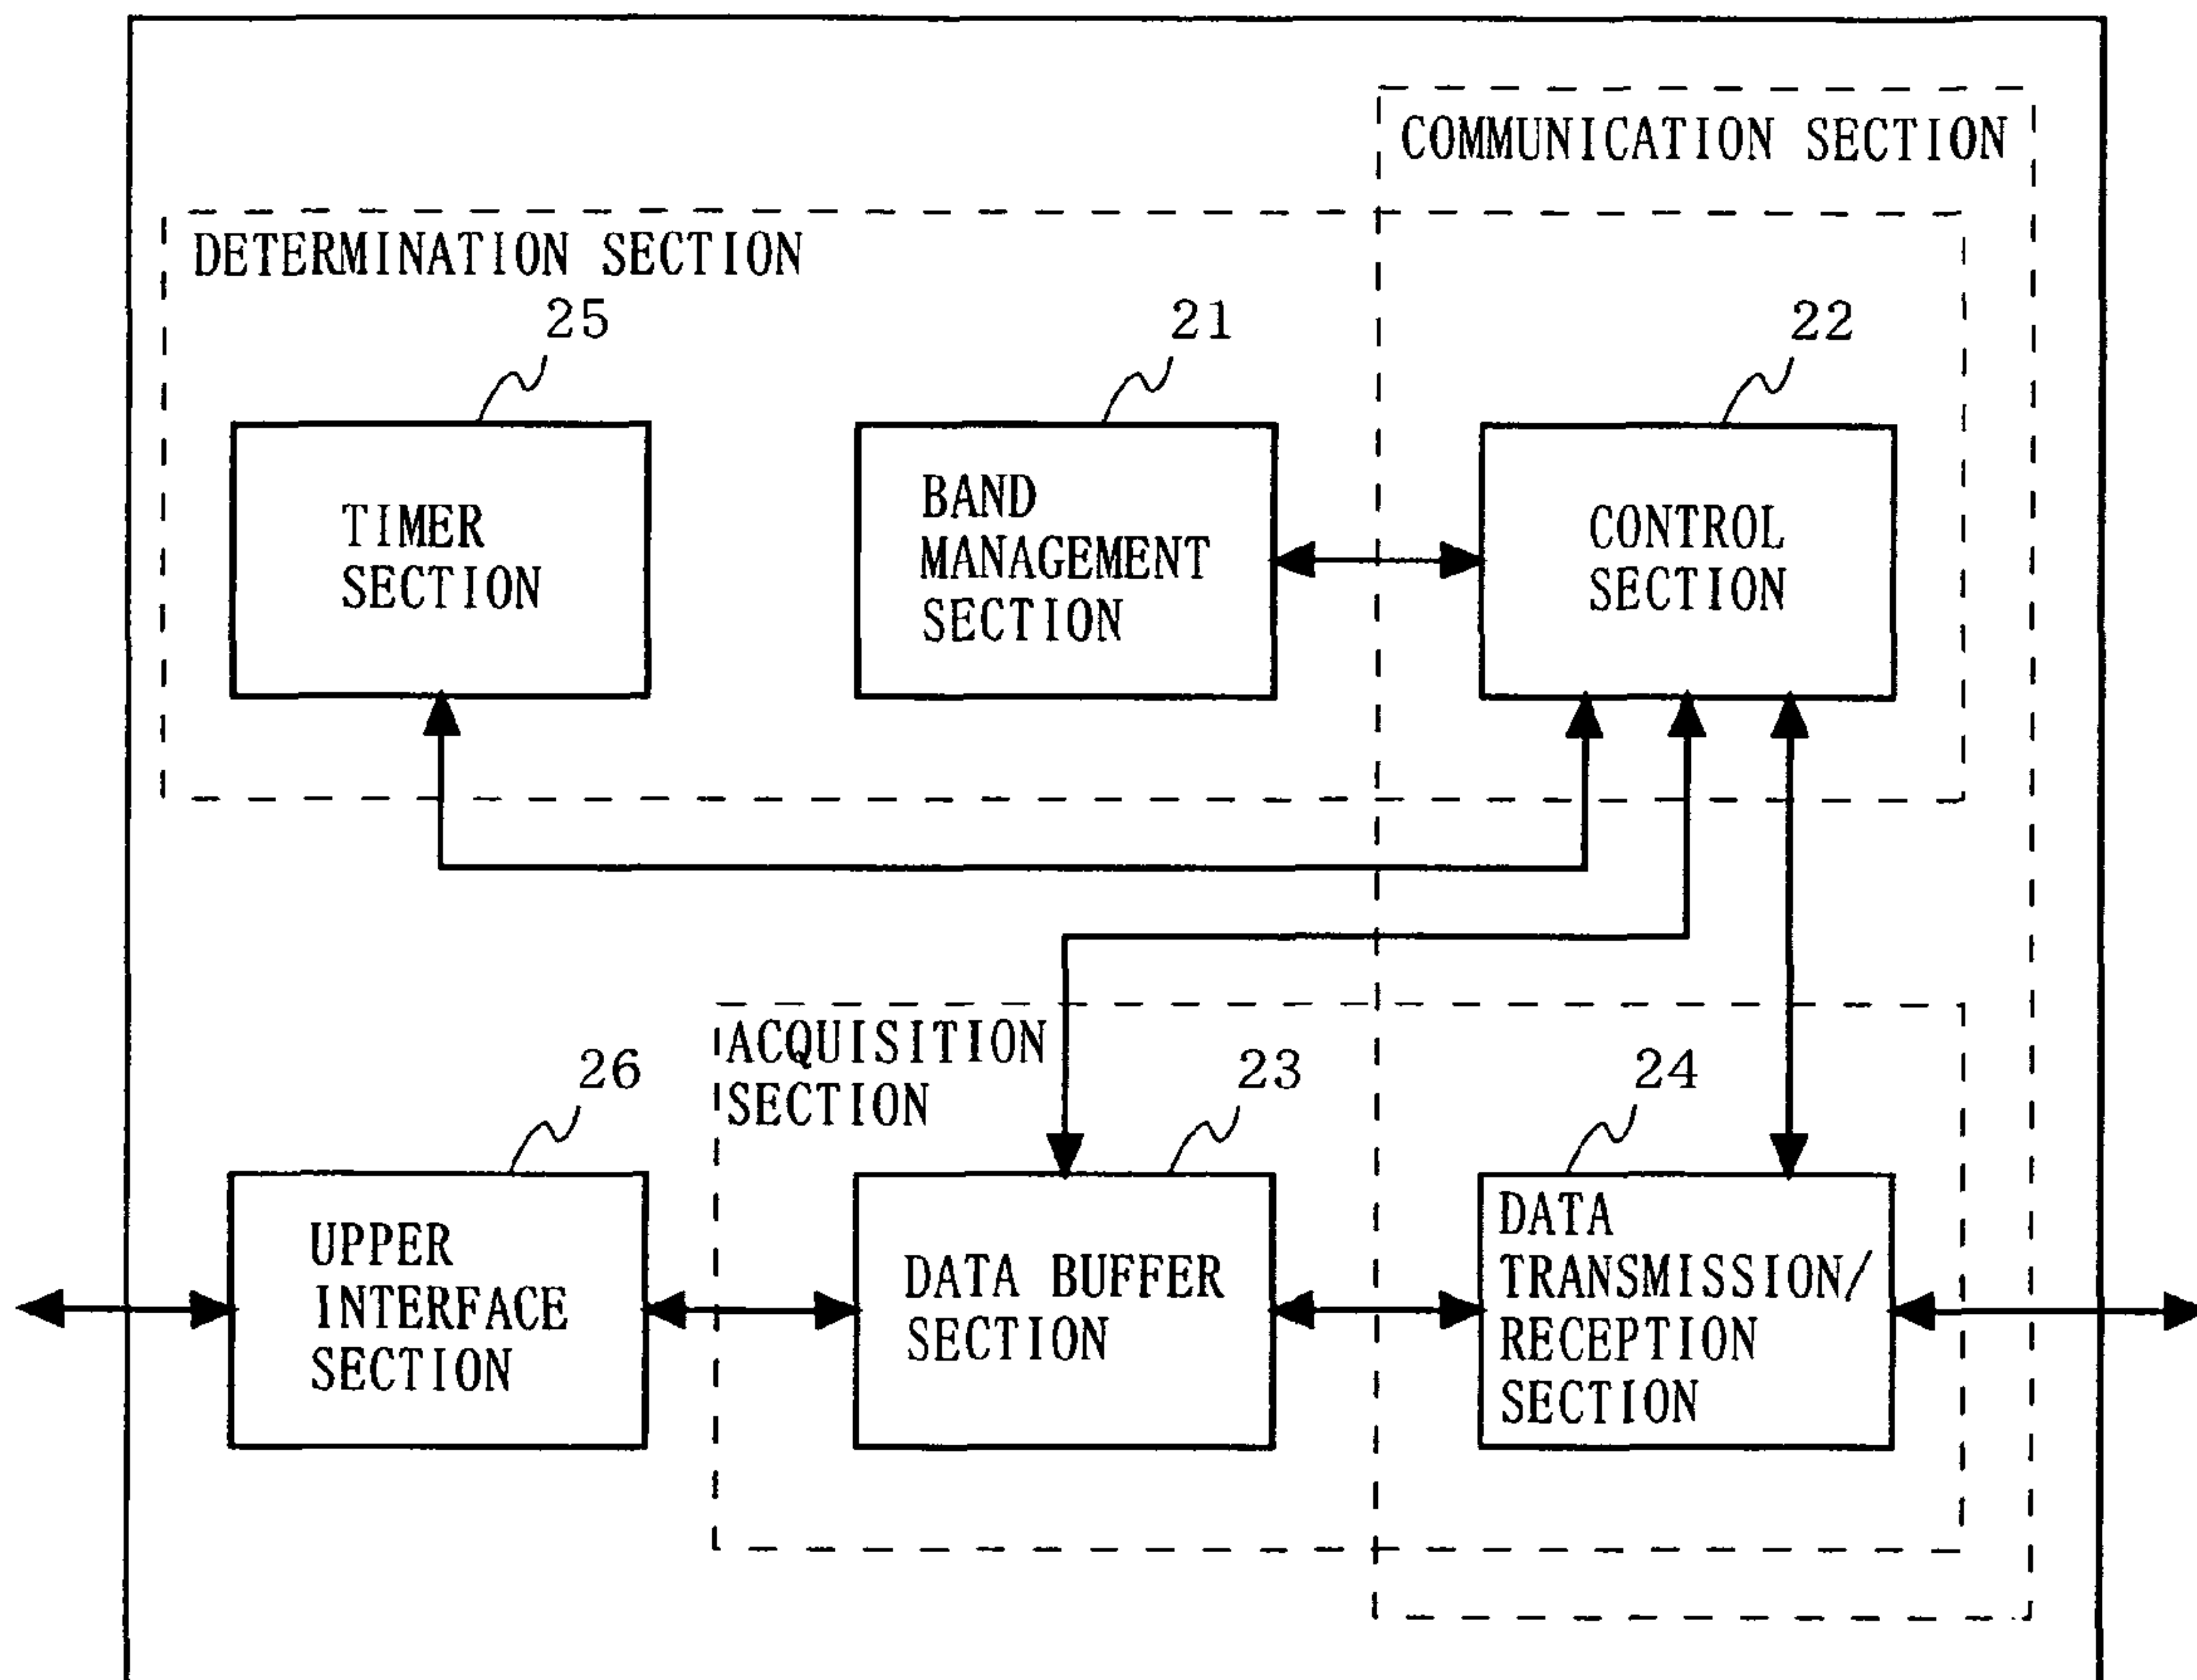 COMMUNICATION SECTION
DETERMINATION SECTION
25
21
22
TIMER
SECTION
BAND
MANAGEMENT
SECTION
CONTROL
SECTION
ACQUISITION
SECTION
26
23
24
UPPER
INTERFACE
SECTION
DATA BUFFER
SECTION
DATA
TRANSMISSION/
RECEPTION
SECTION